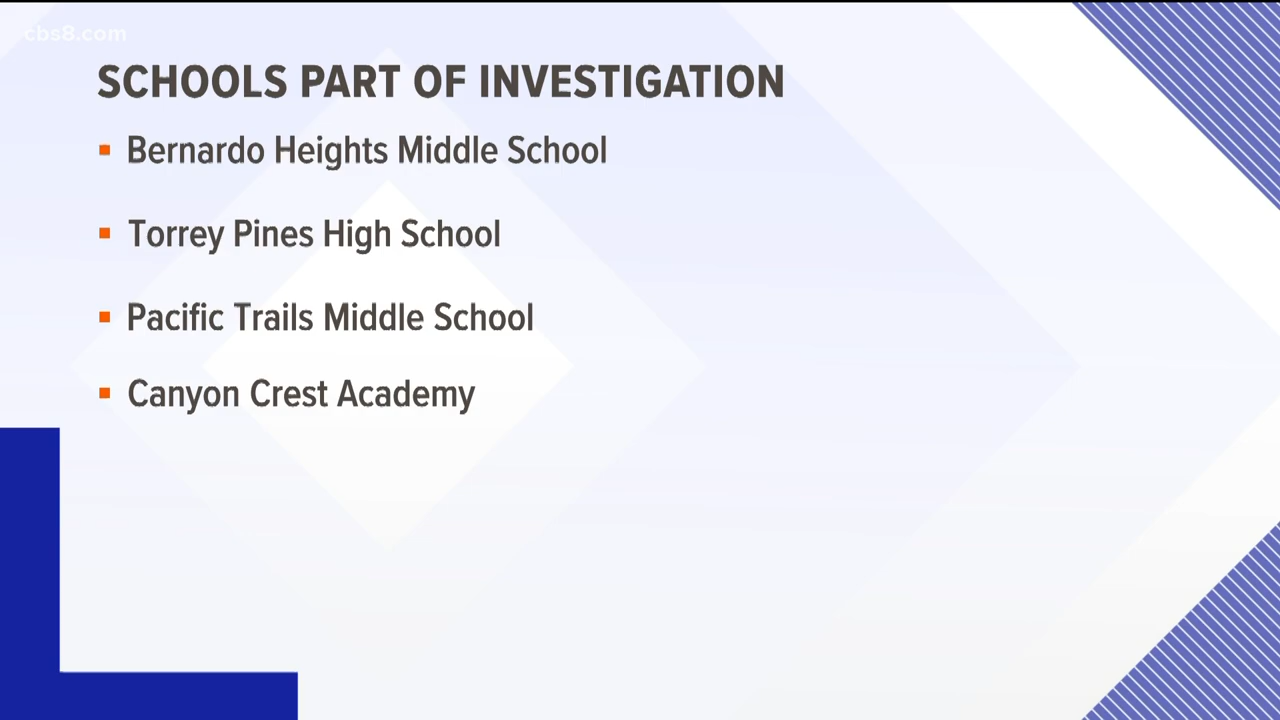 cbs8.com
SCHOOLS PART OF INVESTIGATION
Bernardo Heights Middle School
Torrey Pines High School
Pacific Trails Middle School
Canyon Crest Academy